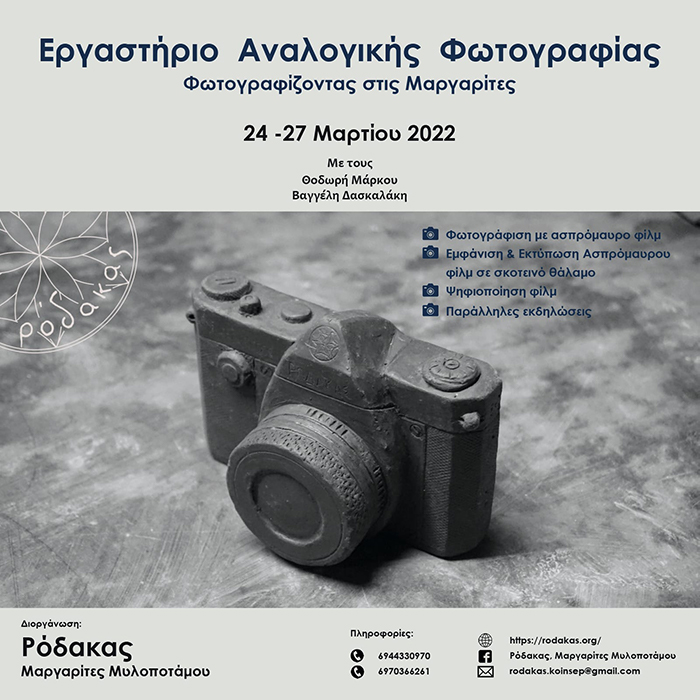 Εργαστήριο Αναλογικής Φωτογραφίας
Φωτογραφίζοντας στις Μαργαρίτες
24 -27 Μαρτίου 2022
Με τους
Θοδωρή Μάρκου
Βαγγέλη Δασκαλάκη
ρόδακας
Φωτογράφιση με ασπρόμαυρο φίλμ
Εμφάνιση & Εκτύπωση Ασπρόμαυρου
φίλμ σε σκοτεινό θάλαμο
Ψηφιοποίηση φίλμ
Παράλληλες εκδηλώσεις
Διοργάνωση:
Ρόδακας
Μαργαρίτες Μυλοποτάμου
Πληροφορίες:
6944330970
6970366261
https://rodakas.org/
Ρόδακας, Μαργαρίτες Μυλοποτάμου
rodakas.koinsep@gmail.com